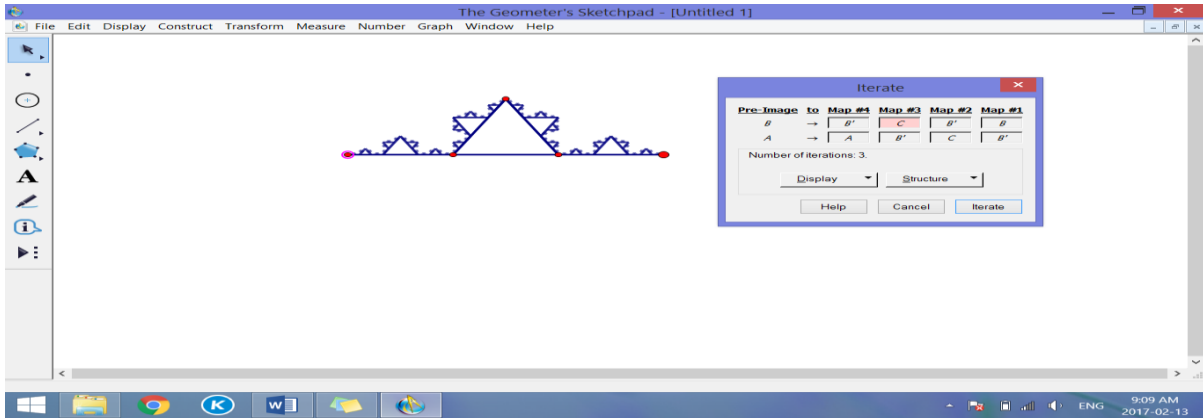 The Geometer's Sketchpad - [Untitled 1]
File Edit Display Construct Transform Measure Number Graph Window Help
A
Iterate
Pre-Image to Map #4 Map #3 Map #2 Map #1
B → B' C B' B
A → A B' C B'
Number of iterations: 3.
Display Structure
Help Cancel Iterate
K W ENG 9:09 AM
2017-02-13